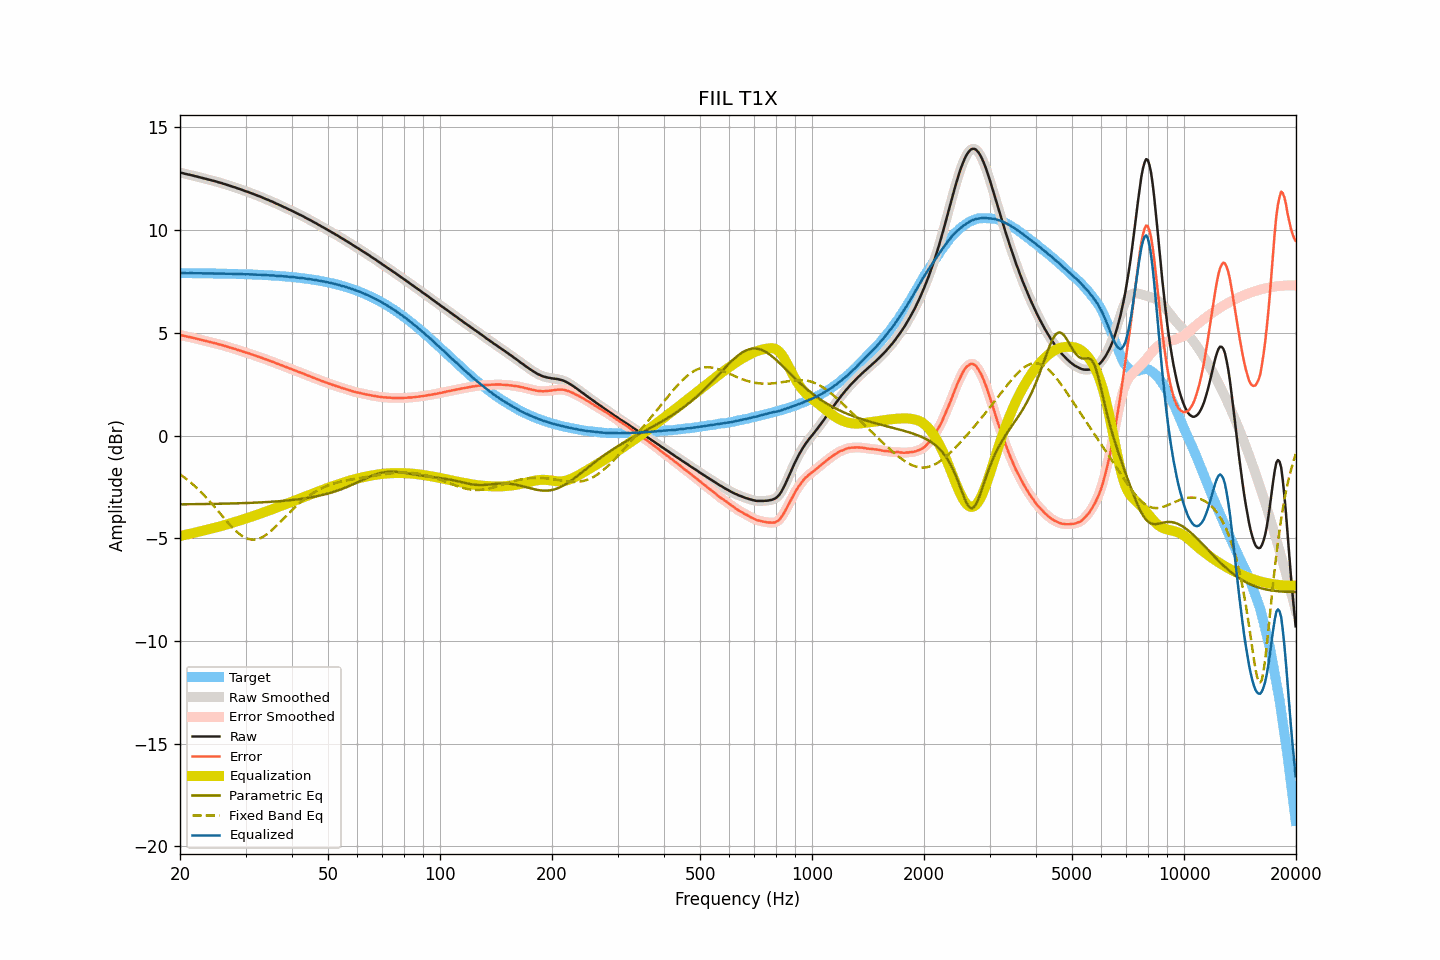 FIIL T1X
Amplitude (dBr)
15
10
5
0
−5
−10
−15
−20
Target
Raw Smoothed
Error Smoothed
Raw
Error
Equalization
Parametric Eq
Fixed Band Eq
Equalized
20 50 100 200 500 1000 2000 5000 10000 20000
Frequency (Hz)